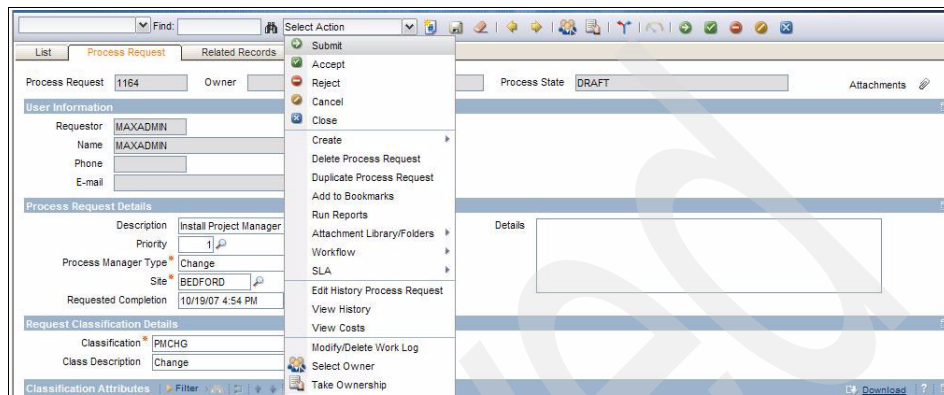 Find: Select Action
List Process Request Related Records
Submit
Accept
Reject
Cancel
Close
Create
Delete Process Request
Duplicate Process Request
Add to Bookmarks
Run Reports
Attachment Library/Folders
Workflow
SLA
Edit History Process Request
View History
View Costs
Modify/Delete Work Log
Select Owner
Take Ownership
Process Request 1164 Owner Process State DRAFT Attachments
User Information
Requestor MAXADMIN
Name MAXADMIN
Phone
E-mail
Process Request Details
Description Install Project Manager Details
Priority 1
Process Manager Type* Change
Site* BEDFORD
Requested Completion 10/19/07 4:54 PM
Request Classification Details
Classification* PMCHG
Class Description Change
Classification Attributes Filter Download ?